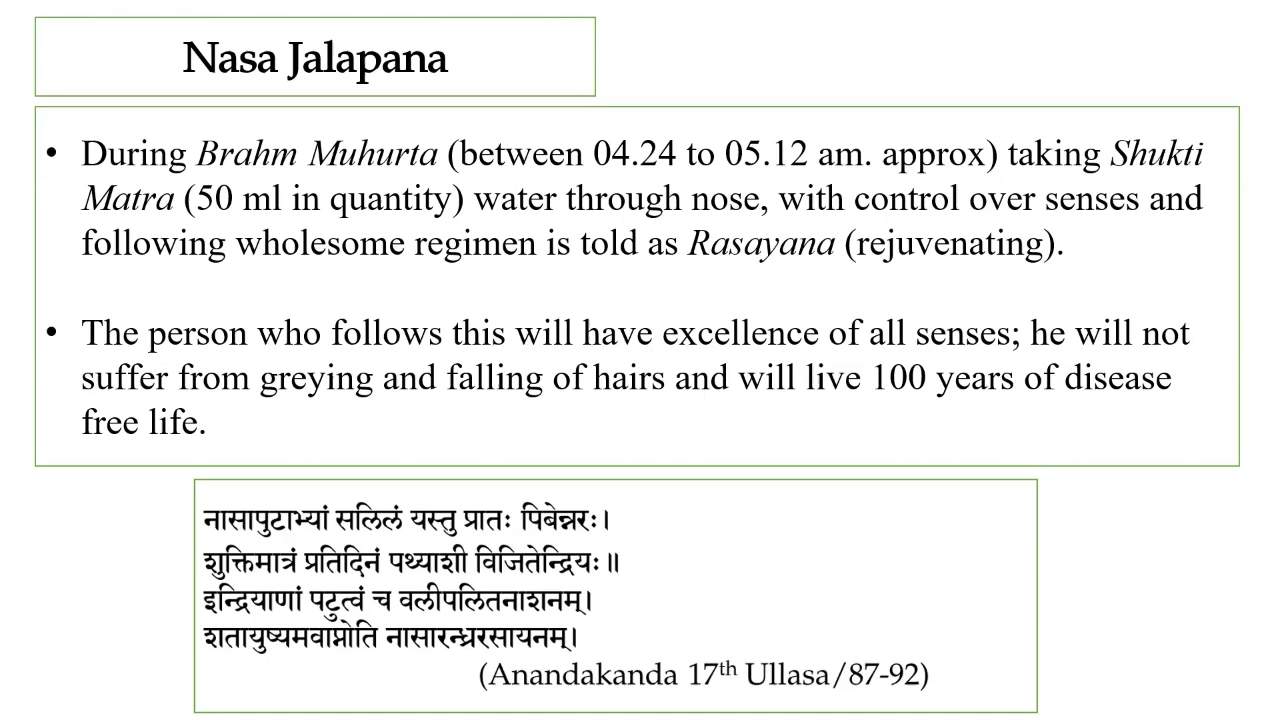 Nasa Jalapana
• During Brahm Muhurta (between 04.24 to 05.12 am. approx) taking Shukti
Matra (50 ml in quantity) water through nose, with control over senses and
following wholesome regimen is told as Rasayana (rejuvenating).
• The person who follows this will have excellence of all senses; he will not
suffer from greying and falling of hairs and will live 100 years of disease
free life.
नासापुटाभ्यां सलिलं यस्तु प्रातः पिबेन्नरः।
शुक्तिमात्रं प्रतिदिनं पथ्याशी विजितेन्द्रियः॥
इन्द्रियाणां पटुत्वं च वलीपलितनाशनम्।
शतायुष्यमवाप्नोति नासारन्ध्ररसायनम्।
(Anandakanda 17th Ullasa/87-92)